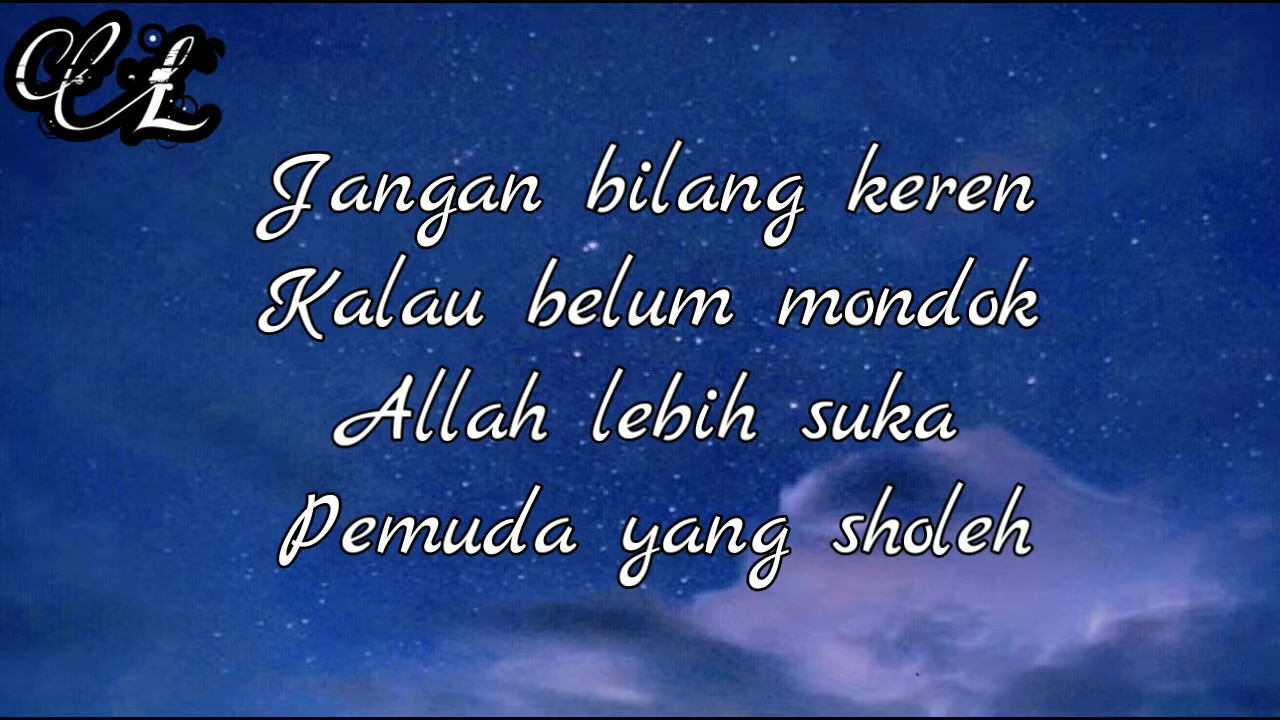 Jangan bilang keren
Kalau belum mondok
Allah lebih suka
Pemuda yang sholeh